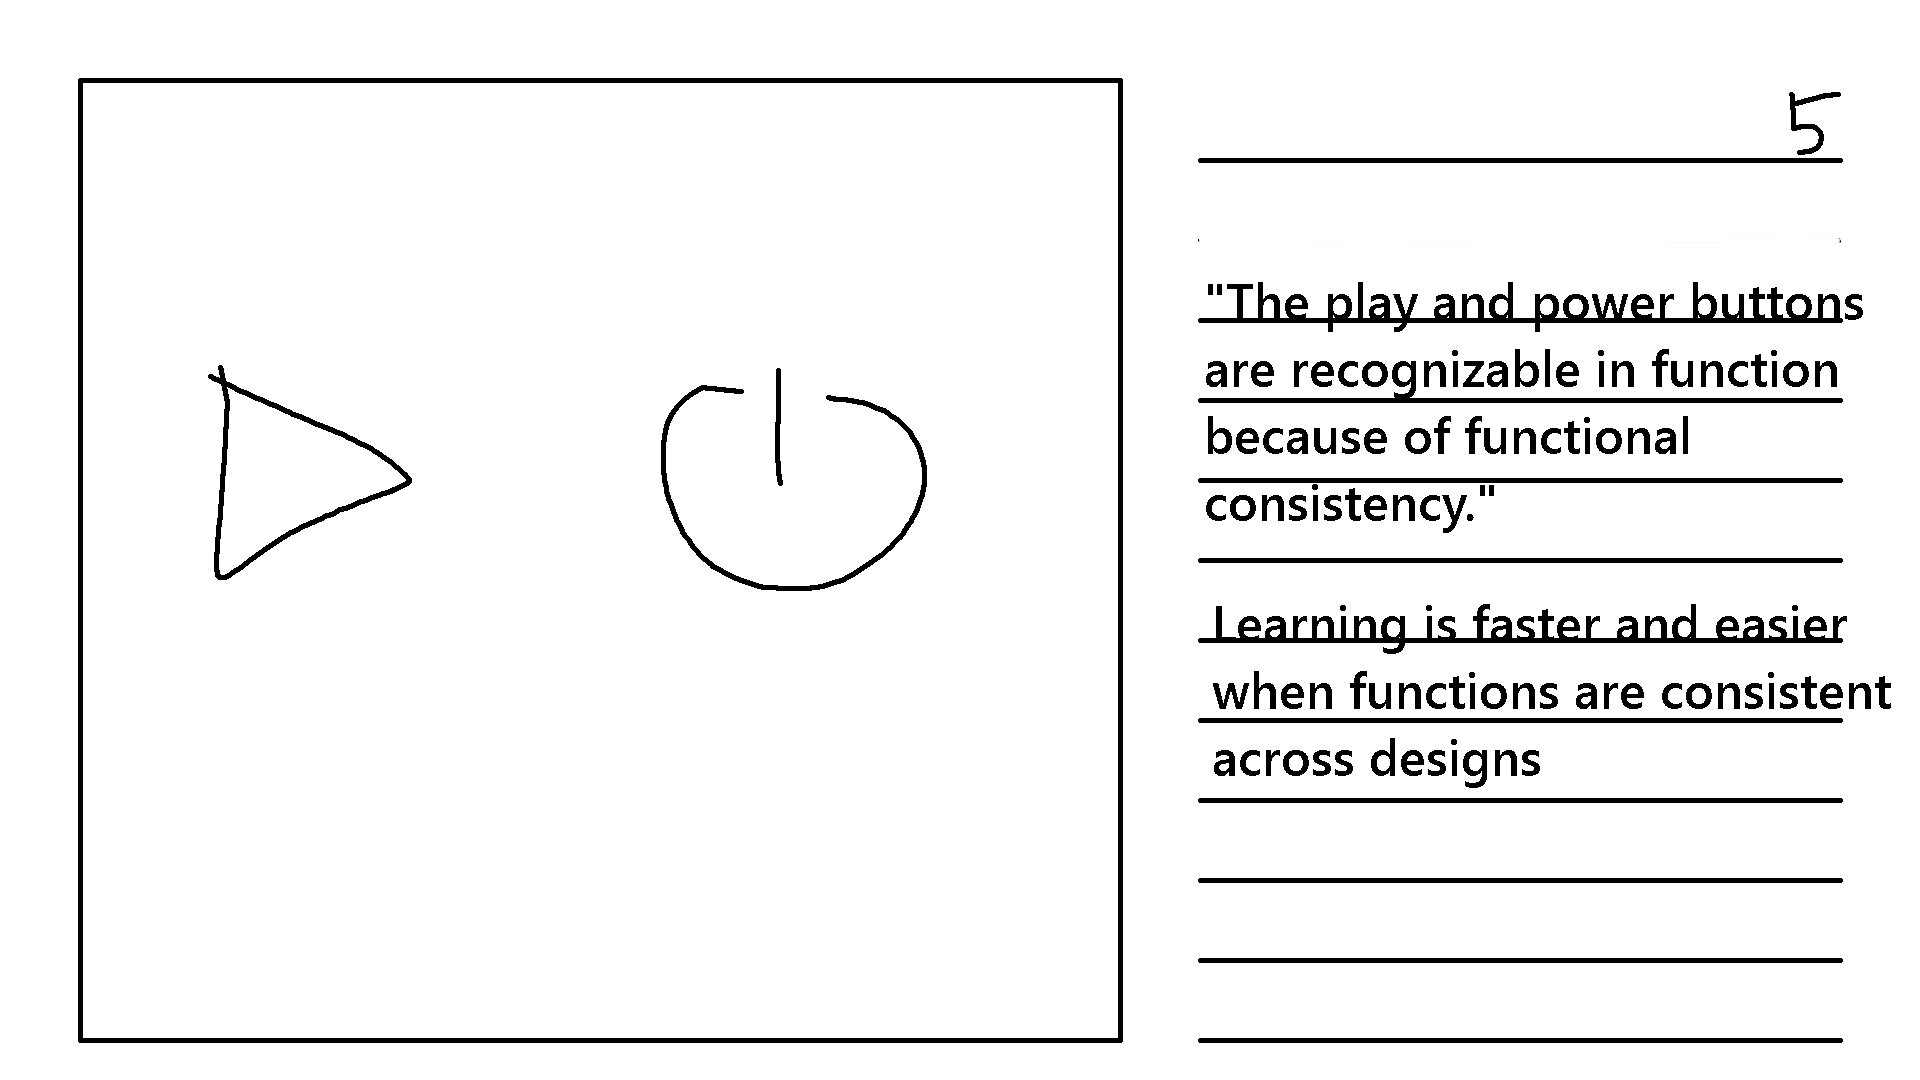 5
"The play and power buttons
are recognizable in function
because of functional
consistency."
Learning is faster and easier
when functions are consistent
across designs